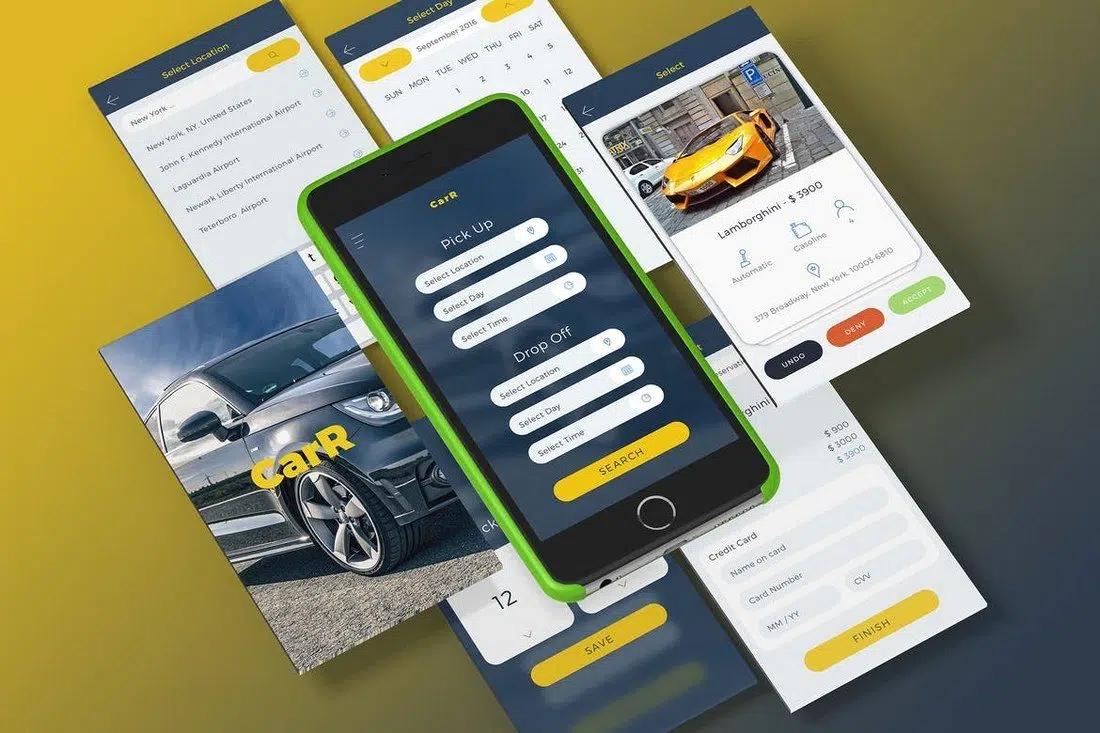 Select Location
New York ...
New York, NY, United States
John F. Kennedy International Airport
Laguardia Airport
Newark Liberty International Airport
Teterboro Airport
t
Select Day
September 2016
SUN MON TUE WED THU FRI SAT
1 2 3 4 5
10 11 12
17
24
31
Select
P
Lamborghini - $ 3900
Automatic
Gasoline
4
379 Broadway, New York, 10003-6810
UNDO
DENY
ACCEPT
CarR
Pick Up
Select Location
Select Day
Select Time
Drop Off
Select Location
Select Day
Select Time
SEARCH
CarR
ck
12
SAVE
$ 900
$ 3000
$ 3900
Credit Card
Name on card
Card Number
MM / YY
CVV
FINISH